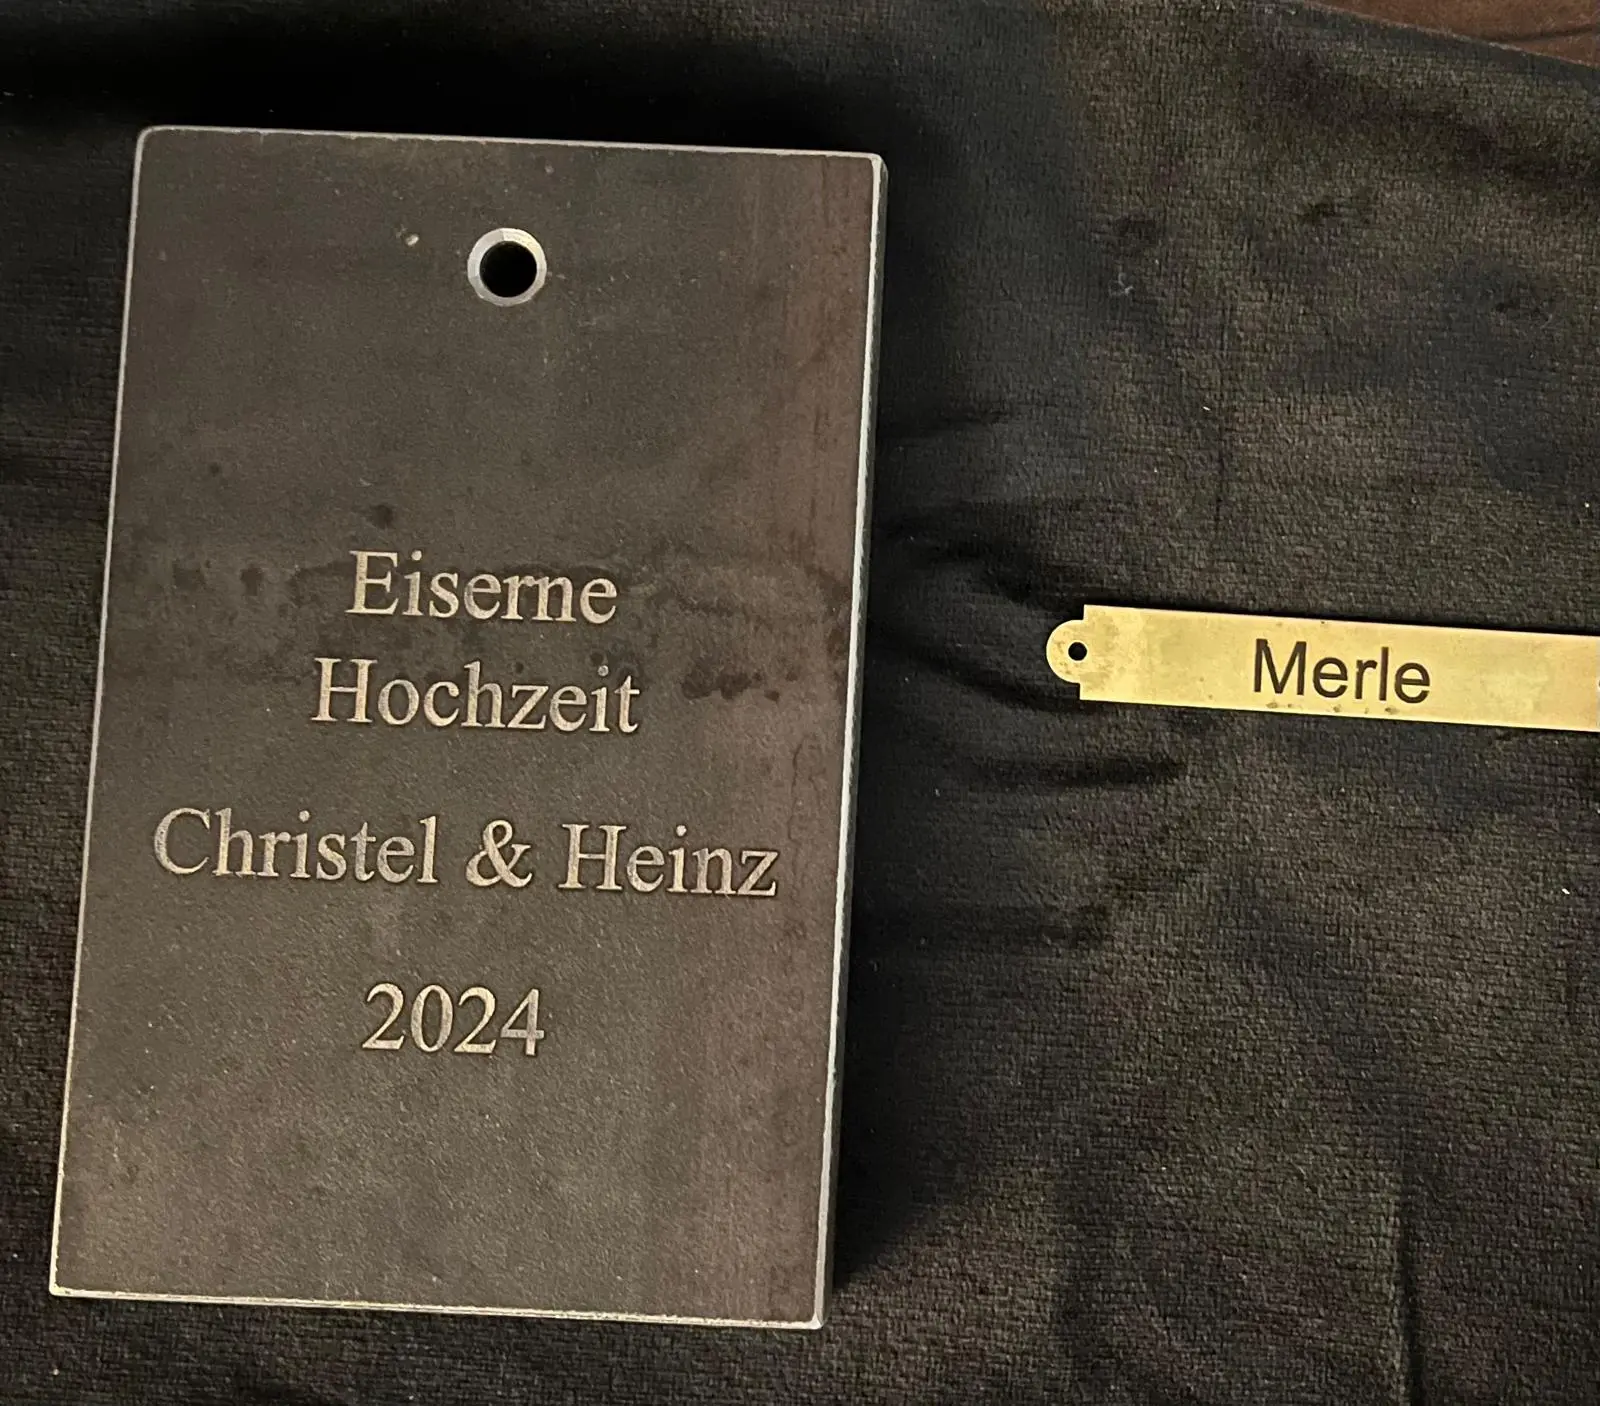 Eiserne
Hochzeit
Christel & Heinz
2024
Merle